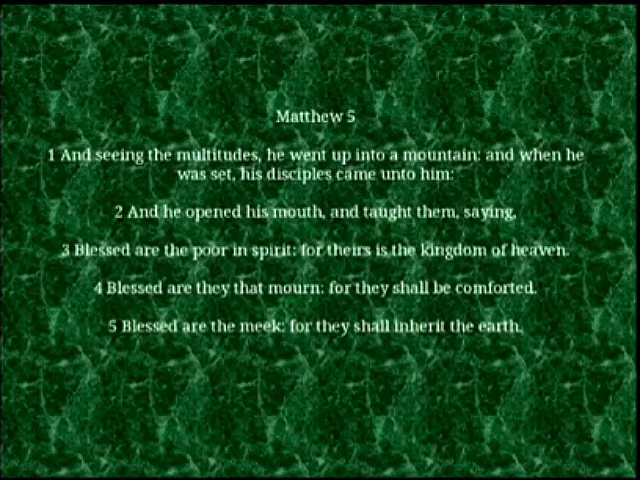 Matthew 5
1 And seeing the multitudes, he went up into a mountain: and when he
was set, his disciples came unto him:
2 And he opened his mouth, and taught them, saying,
3 Blessed are the poor in spirit: for theirs is the kingdom of heaven.
4 Blessed are they that mourn: for they shall be comforted.
5 Blessed are the meek: for they shall inherit the earth.